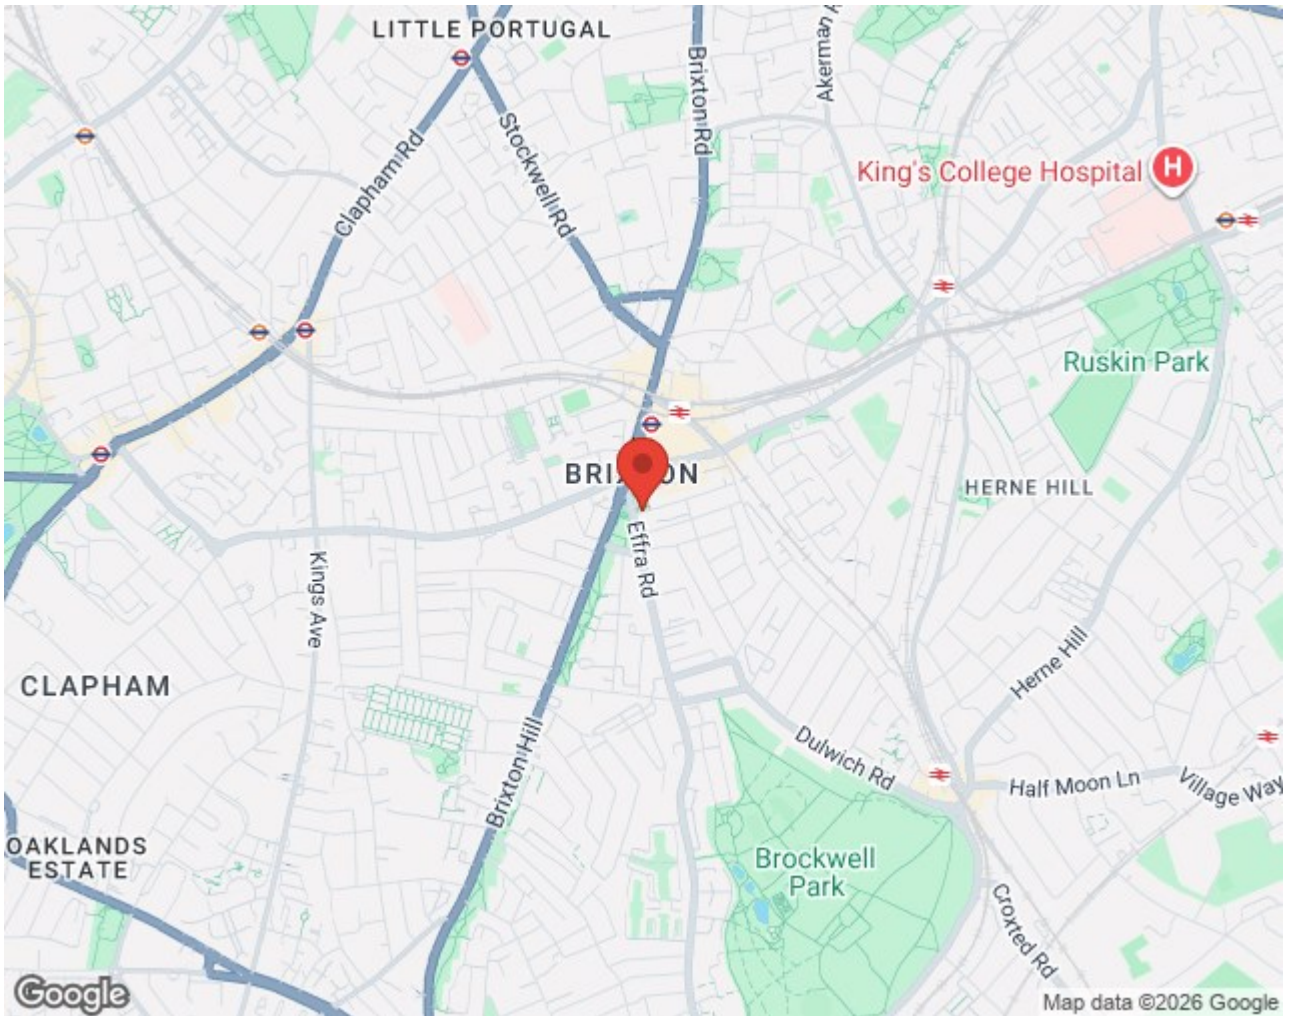 LITTLE PORTUGAL
Akerman R
Brixton Rd
Stockwell Rd
Clapham Rd
King's College Hospital
H
Ruskin Park
BRIXTON
HERNE HILL
Effra Rd
Kings Ave
Herne Hill
CLAPHAM
Brixton Hill
Dulwich Rd
Half Moon Ln
Village Way
OAKLANDS
ESTATE
Brockwell
Park
Croxted Rd
Google
Map data ©2026 Google